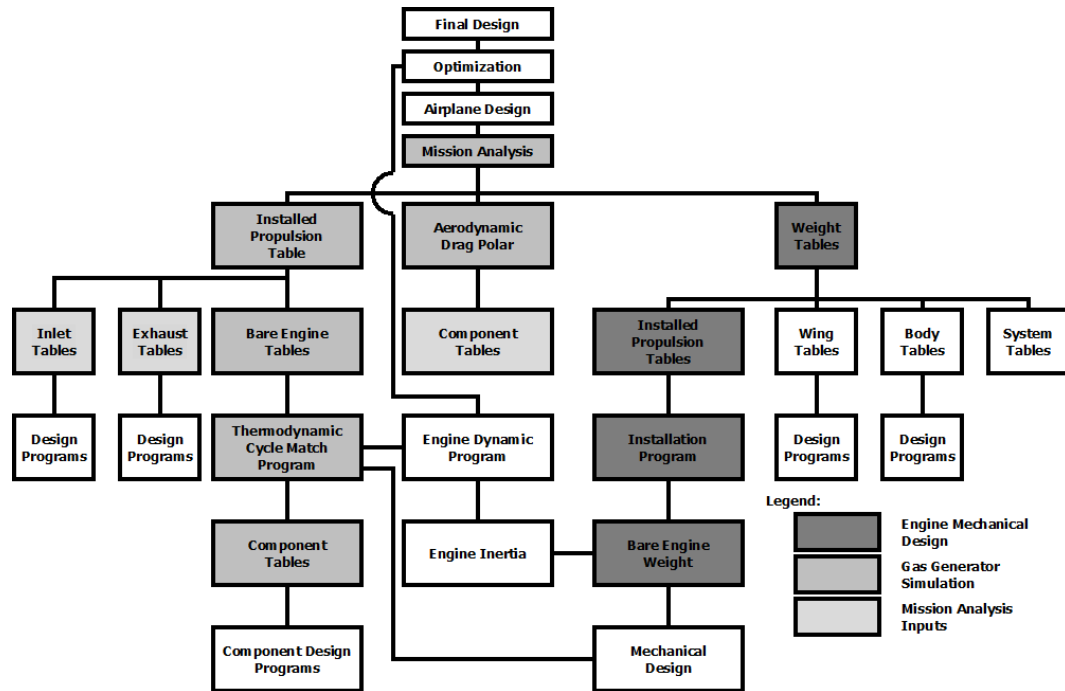 Final Design
Optimization
Airplane Design
Mission Analysis
Installed
Propulsion
Table
Aerodynamic
Drag Polar
Weight
Tables
Inlet
Tables
Exhaust
Tables
Bare Engine
Tables
Component
Tables
Installed
Propulsion
Tables
Wing
Tables
Body
Tables
System
Tables
Design
Programs
Design
Programs
Thermodynamic
Cycle Match
Program
Engine Dynamic
Program
Installation
Program
Design
Programs
Design
Programs
Component
Tables
Engine Inertia
Bare Engine
Weight
Component Design
Programs
Mechanical
Design
Legend:
Engine Mechanical
Design
Gas Generator
Simulation
Mission Analysis
Inputs